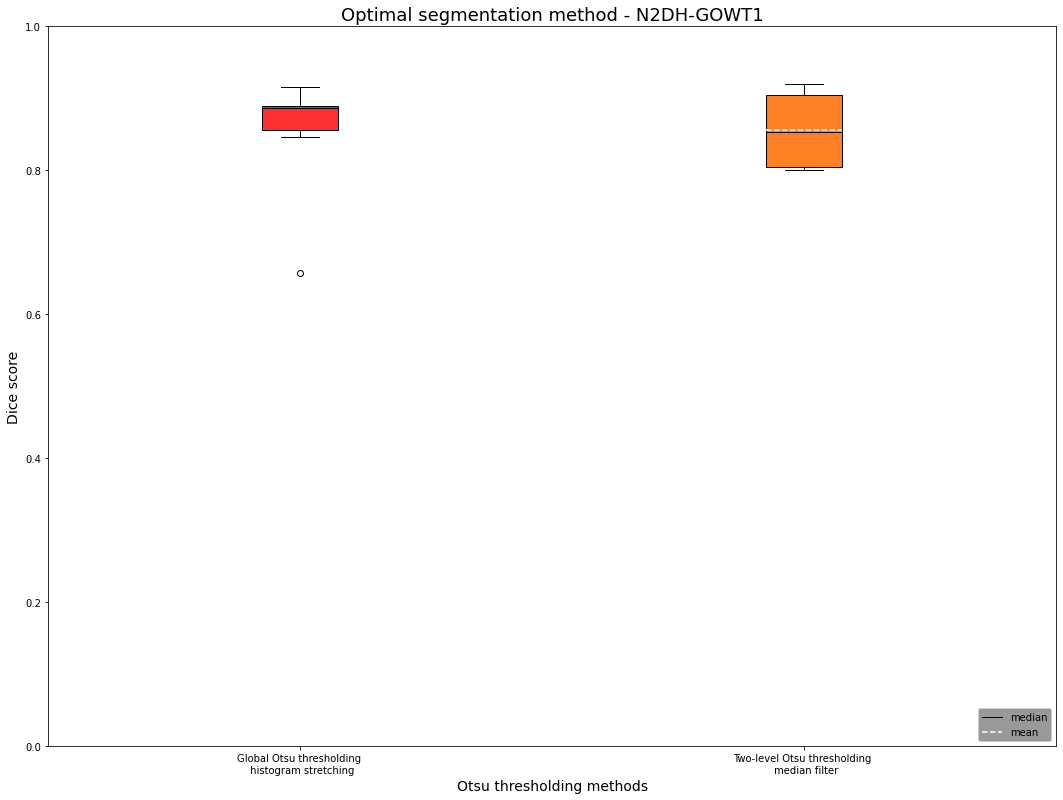 Optimal segmentation method - N2DH-GOWT1
1.0
0.8
0.6
0.4
0.2
0.0
Dice score
median
mean
Global Otsu thresholding
histogram stretching
Two-level Otsu thresholding
median filter
Otsu thresholding methods